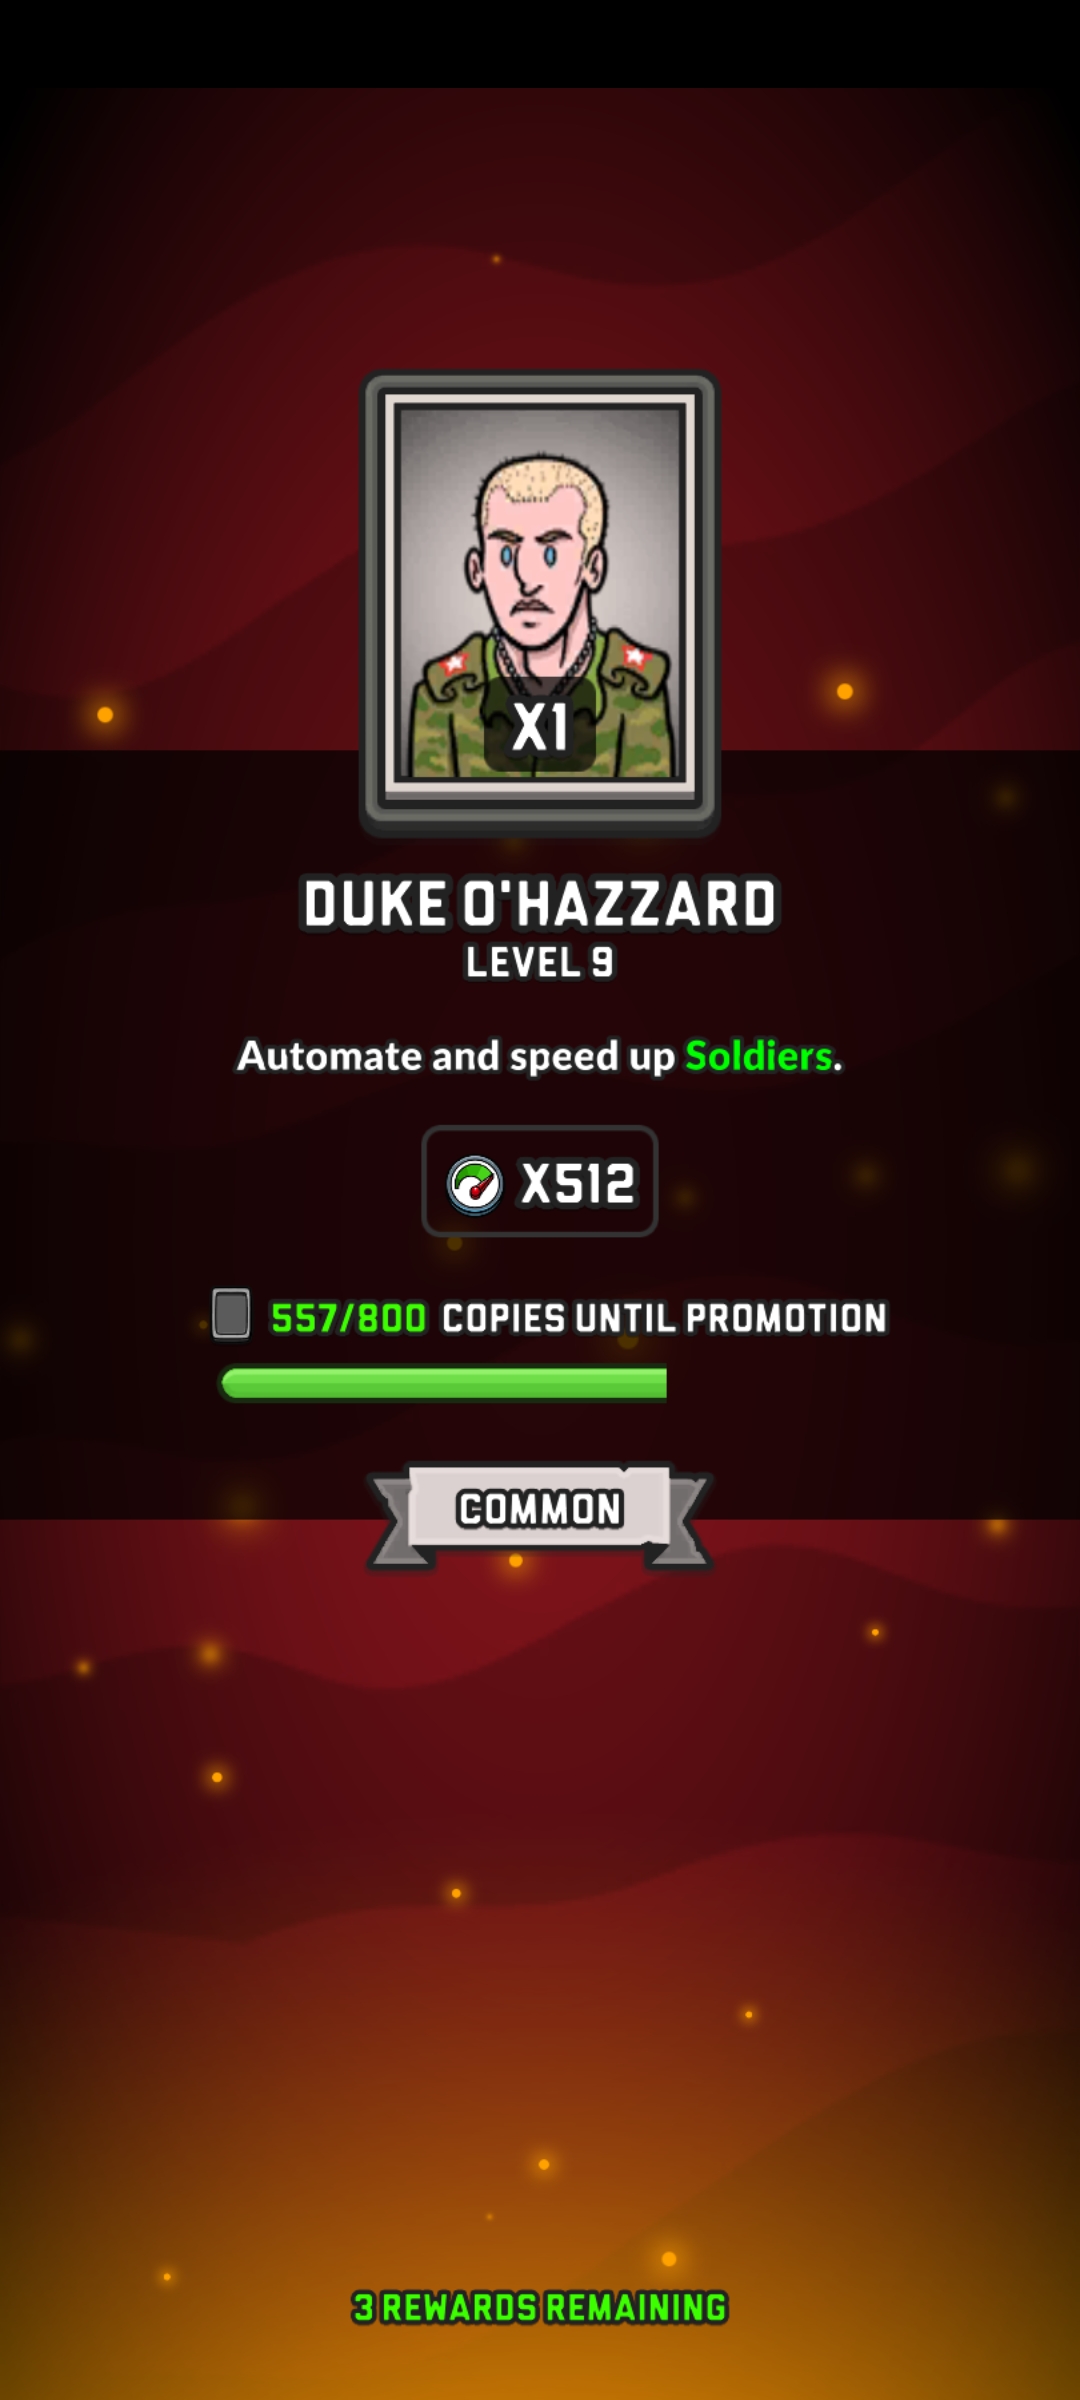 X1
DUKE O'HAZZARD
LEVEL 9
Automate and speed up Soldiers.
X512
557/800 COPIES UNTIL PROMOTION
COMMON
3 REWARDS REMAINING